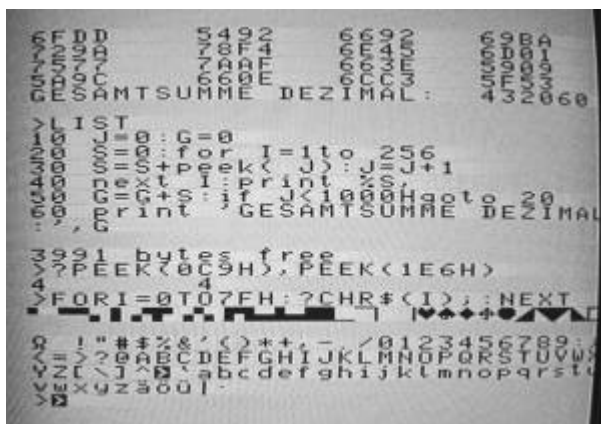 6FDD 5492 6692 69BA
729A 78F4 6E45 6D01
7577 7AAF 663E 5909
5A9C 660E 6CC3 5F53
GESAMTSUMME DEZIMAL: 432060
>LIST
10 J=0:G=0
20 S=0:for I=1to 256
30 S=S+peek(J):J=J+1
40 next I:print %S,
50 G=G+S:if J<1000Hgoto 20
60 print 'GESAMTSUMME DEZIMAL
:',G
3991 bytes free
>?PEEK(0C9H),PEEK(1E6H)
4 4
>FORI=0TO7FH:?CHR$(I);:NEXT
Ω !"#$%&'()*+,-./0123456789:
<=>?@ABCDEFGHIJKLMNOPQRSTUVWX
YZ[\]^ `abcdefghijklmnopqrstu
vwxyzäöü|
>